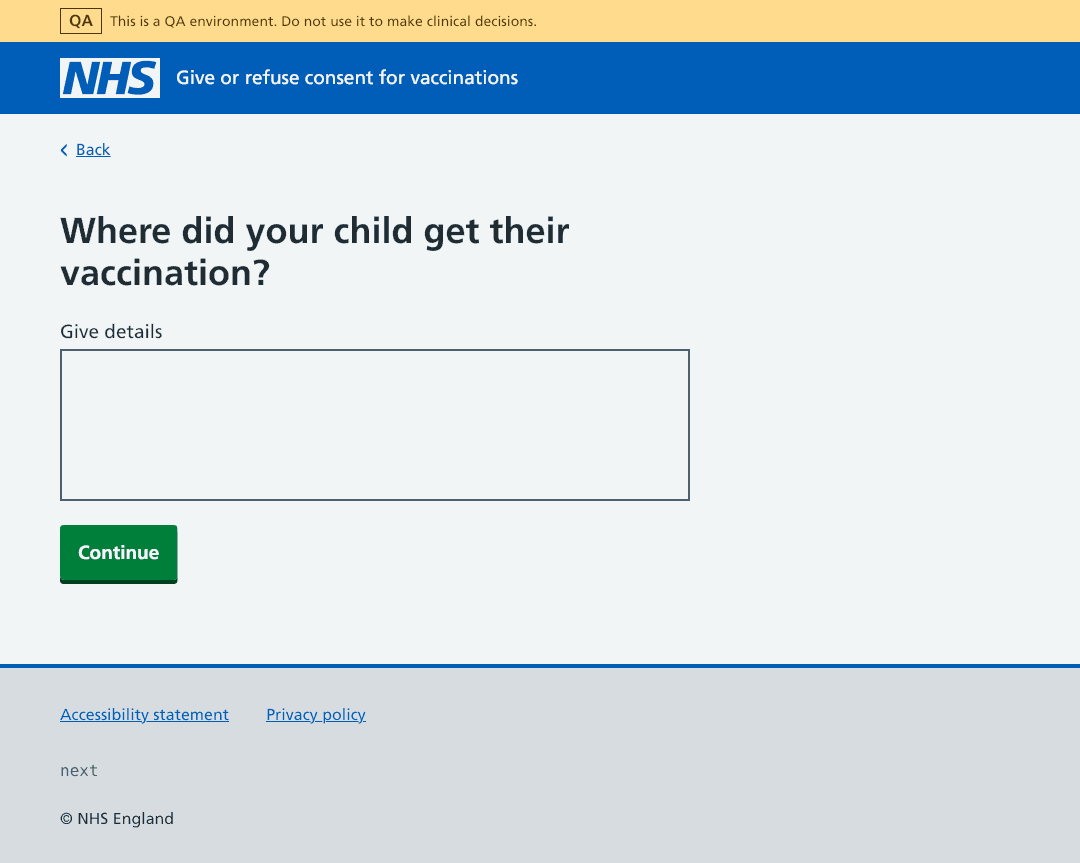 QA This is a QA environment. Do not use it to make clinical decisions.
NHS Give or refuse consent for vaccinations
Back
Where did your child get their
vaccination?
Give details
Continue
Accessibility statement Privacy policy
next
© NHS England